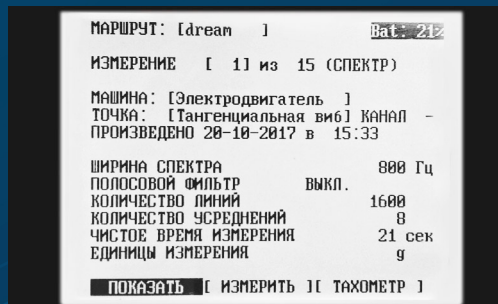 МАРШРУТ: [dream ] Bat: 21%
ИЗМЕРЕНИЕ [ 1] из 15 (СПЕКТР)
МАШИНА: [Электродвигатель ]
ТОЧКА: [Тангенциальная виб] КАНАЛ -
ПРОИЗВЕДЕНО 20-10-2017 в 15:33
ШИРИНА СПЕКТРА 800 Гц
ПОЛОСОВОЙ ФИЛЬТР ВЫКЛ.
КОЛИЧЕСТВО ЛИНИЙ 1600
КОЛИЧЕСТВО УСРЕДНЕНИЙ 8
ЧИСТОЕ ВРЕМЯ ИЗМЕРЕНИЯ 21 сек
ЕДИНИЦЫ ИЗМЕРЕНИЯ g
ПОКАЗАТЬ [ ИЗМЕРИТЬ ][ ТАХОМЕТР ]